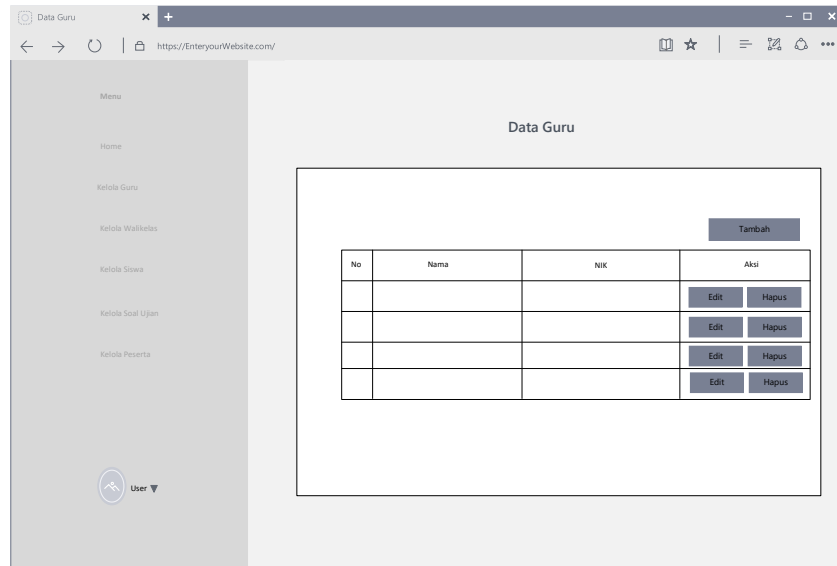 Data Guru
https://EnteryourWebsite.com/
Menu
Home
Kelola Guru
Kelola Walikelas
Kelola Siswa
Kelola Soal Ujian
Kelola Peserta
User
Data Guru
Tambah
No Nama NIK Aksi
Edit Hapus
Edit Hapus
Edit Hapus
Edit Hapus